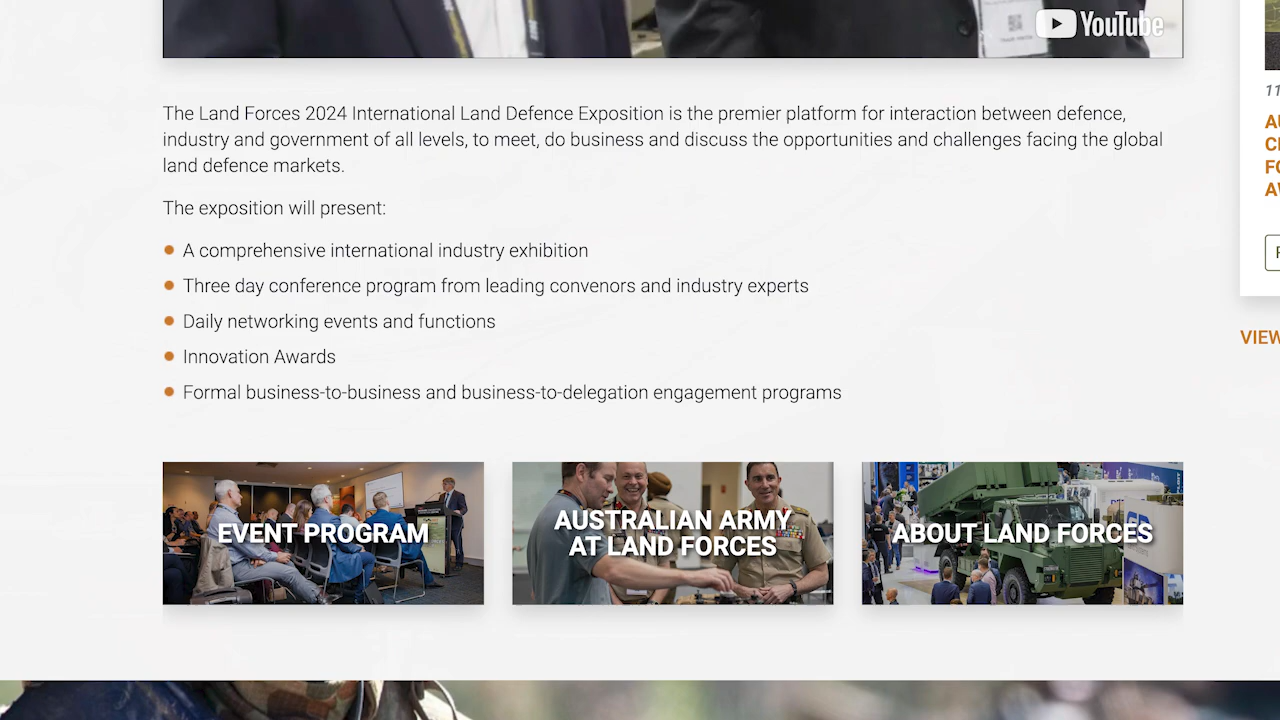 YouTube
The Land Forces 2024 International Land Defence Exposition is the premier platform for interaction between defence,
industry and government of all levels, to meet, do business and discuss the opportunities and challenges facing the global
land defence markets.
The exposition will present:
A comprehensive international industry exhibition
Three day conference program from leading convenors and industry experts
Daily networking events and functions
Innovation Awards
Formal business-to-business and business-to-delegation engagement programs
EVENT PROGRAM
AUSTRALIAN ARMY
AT LAND FORCES
ABOUT LAND FORCES
11
VIEW